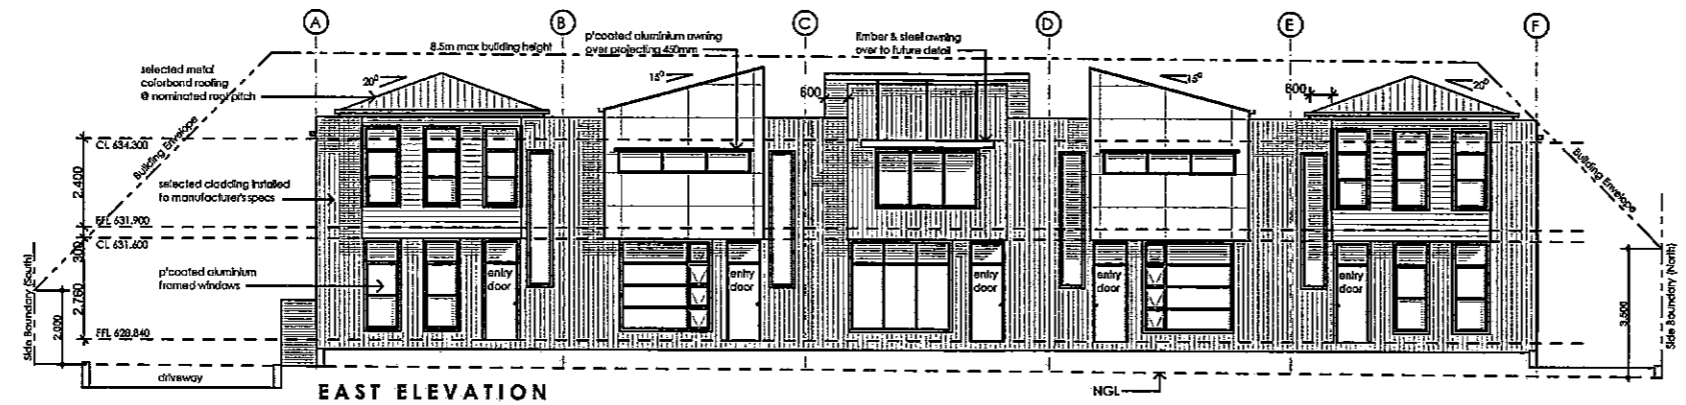 A
B
C
D
E
F
8.5m max building height
p'coated aluminium awning
over projecting 450mm
timber & steel awning
over to future detail
selected metal
colorbond roofing
@ nominated roof pitch
20°
15°
600
15°
600
20°
Building Envelope
Building Envelope
CL 634.300
2.400
selected cladding installed
to manufacturer's specs
FFL 631.900
300
CL 631.600
p'coated aluminium
framed windows
2.760
FFL 628.840
2.000
3.500
Side Boundary (South)
Side Boundary (North)
entry
door
entry
door
entry
door
entry
door
entry
door
driveway
EAST ELEVATION
NGL